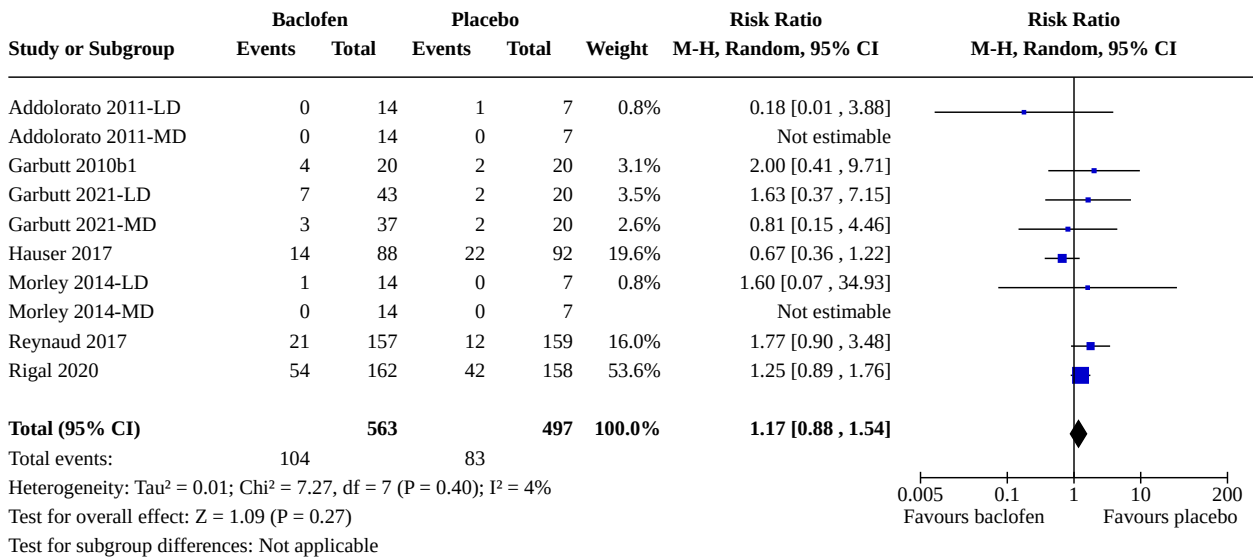 Baclofen Placebo Risk Ratio Risk Ratio
Study or Subgroup Events Total Events Total Weight M-H, Random, 95% CI M-H, Random, 95% CI
Addolorato 2011-LD 0 14 1 7 0.8% 0.18 [0.01 , 3.88]
Addolorato 2011-MD 0 14 0 7 Not estimable
Garbutt 2010b1 4 20 2 20 3.1% 2.00 [0.41 , 9.71]
Garbutt 2021-LD 7 43 2 20 3.5% 1.63 [0.37 , 7.15]
Garbutt 2021-MD 3 37 2 20 2.6% 0.81 [0.15 , 4.46]
Hauser 2017 14 88 22 92 19.6% 0.67 [0.36 , 1.22]
Morley 2014-LD 1 14 0 7 0.8% 1.60 [0.07 , 34.93]
Morley 2014-MD 0 14 0 7 Not estimable
Reynaud 2017 21 157 12 159 16.0% 1.77 [0.90 , 3.48]
Rigal 2020 54 162 42 158 53.6% 1.25 [0.89 , 1.76]
Total (95% CI) 563 497 100.0% 1.17 [0.88 , 1.54]
Total events: 104 83
Heterogeneity: Tau² = 0.01; Chi² = 7.27, df = 7 (P = 0.40); I² = 4%
0.005 0.1 1 10 200
Test for overall effect: Z = 1.09 (P = 0.27)
Favours baclofen Favours placebo
Test for subgroup differences: Not applicable